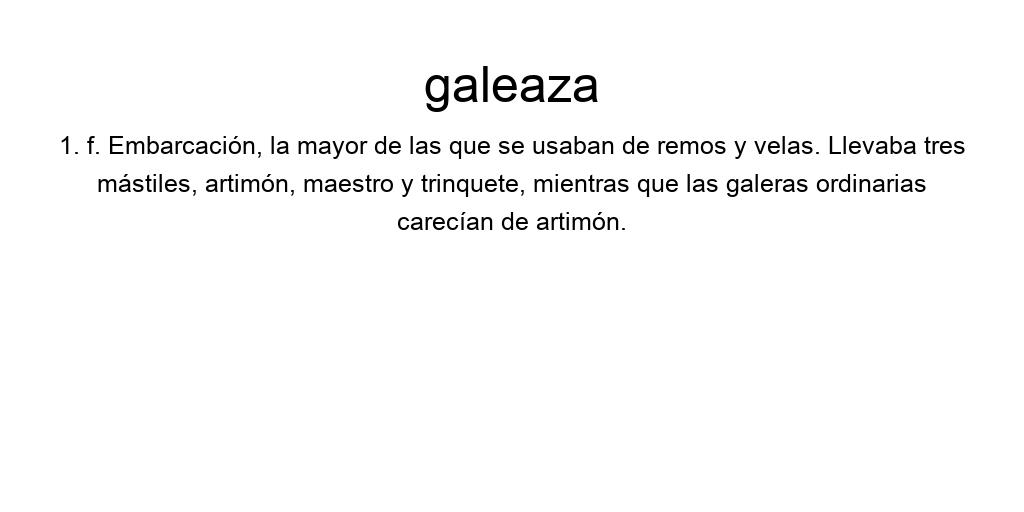 galeaza
1. f. Embarcación, la mayor de las que se usaban de remos y velas. Llevaba tres
mástiles, artimón, maestro y trinquete, mientras que las galeras ordinarias
carecían de artimón.